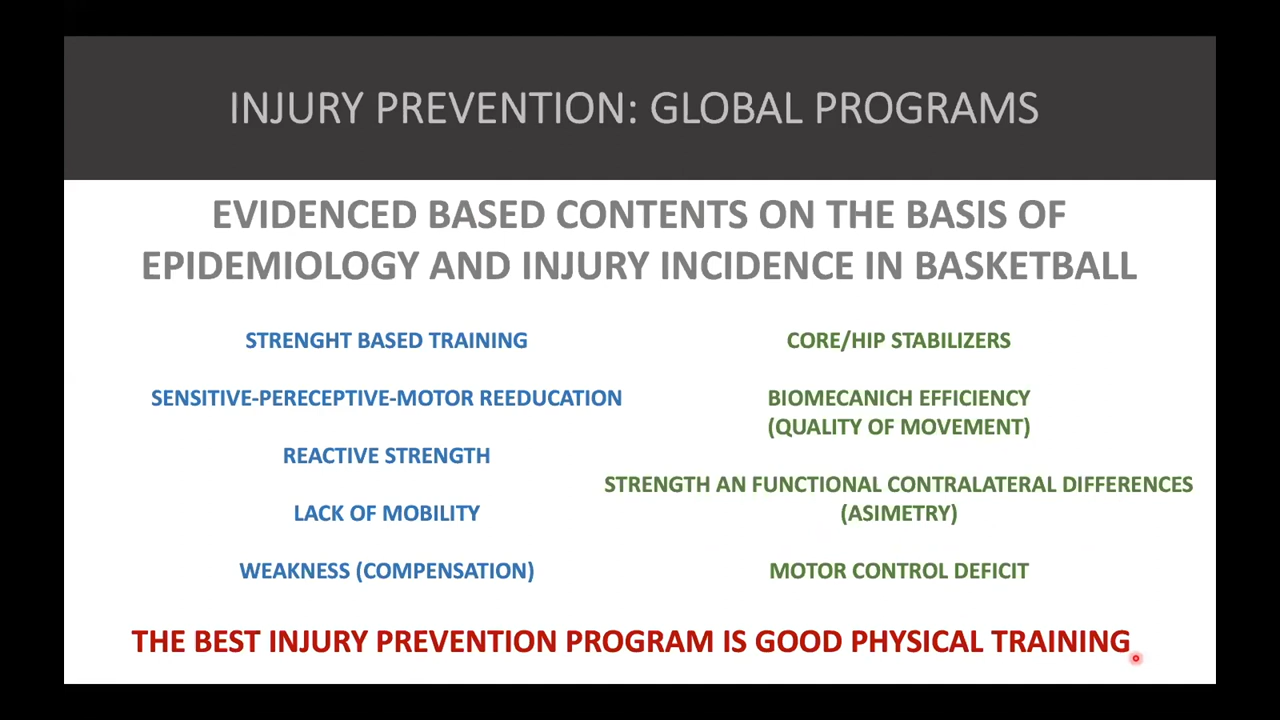 INJURY PREVENTION: GLOBAL PROGRAMS
EVIDENCED BASED CONTENTS ON THE BASIS OF
EPIDEMIOLOGY AND INJURY INCIDENCE IN BASKETBALL
STRENGHT BASED TRAINING
SENSITIVE-PERECEPTIVE-MOTOR REEDUCATION
REACTIVE STRENGTH
LACK OF MOBILITY
WEAKNESS (COMPENSATION)
CORE/HIP STABILIZERS
BIOMECANICH EFFICIENCY
(QUALITY OF MOVEMENT)
STRENGTH AN FUNCTIONAL CONTRALATERAL DIFFERENCES
(ASIMETRY)
MOTOR CONTROL DEFICIT
THE BEST INJURY PREVENTION PROGRAM IS GOOD PHYSICAL TRAINING